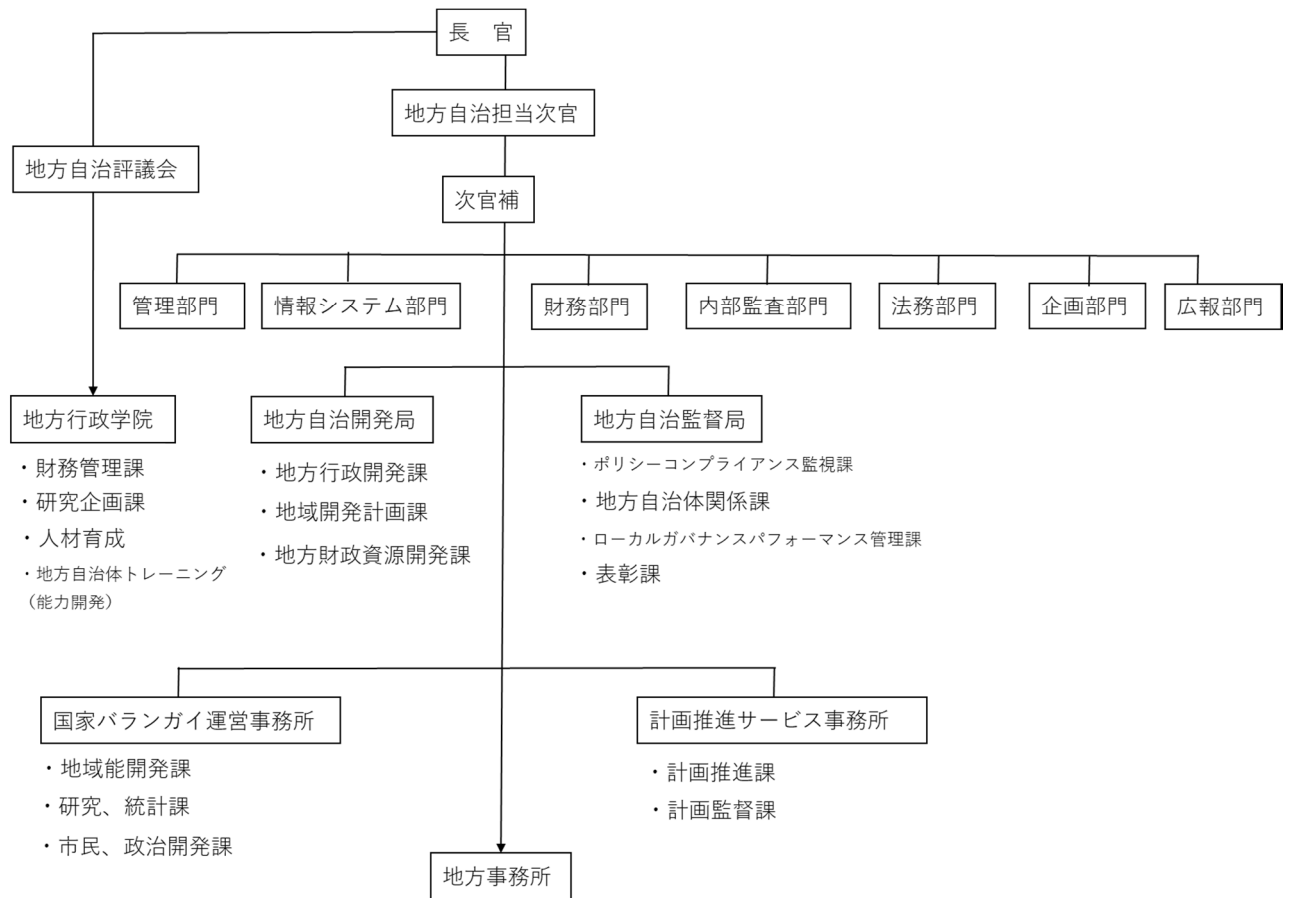 長　官
地方自治担当次官
地方自治評議会
次官補
管理部門
情報システム部門
財務部門
内部監査部門
法務部門
企画部門
広報部門
地方行政学院
・財務管理課
・研究企画課
・人材育成
・地方自治体トレーニング
（能力開発）
地方自治開発局
・地方行政開発課
・地域開発計画課
・地方財政資源開発課
地方自治監督局
・ポリシーコンプライアンス監視課
・地方自治体関係課
・ローカルガバナンスパフォーマンス管理課
・表彰課
国家バランガイ運営事務所
・地域能開発課
・研究、統計課
・市民、政治開発課
計画推進サービス事務所
・計画推進課
・計画監督課
地方事務所